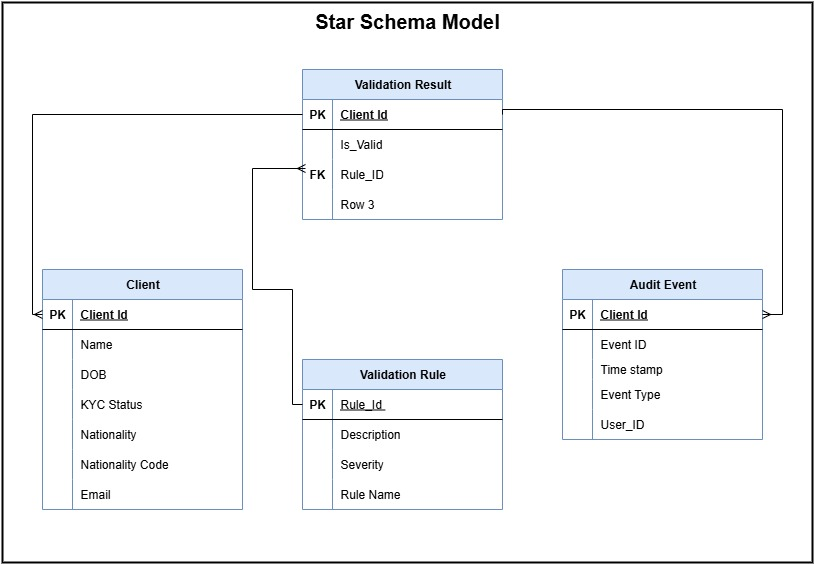 Star Schema Model
Validation Result
PK Client Id
Is_Valid
FK Rule_ID
Row 3
Client
PK Client Id
Name
DOB
KYC Status
Nationality
Nationality Code
Email
Validation Rule
PK Rule_Id
Description
Severity
Rule Name
Audit Event
PK Client Id
Event ID
Time stamp
Event Type
User_ID